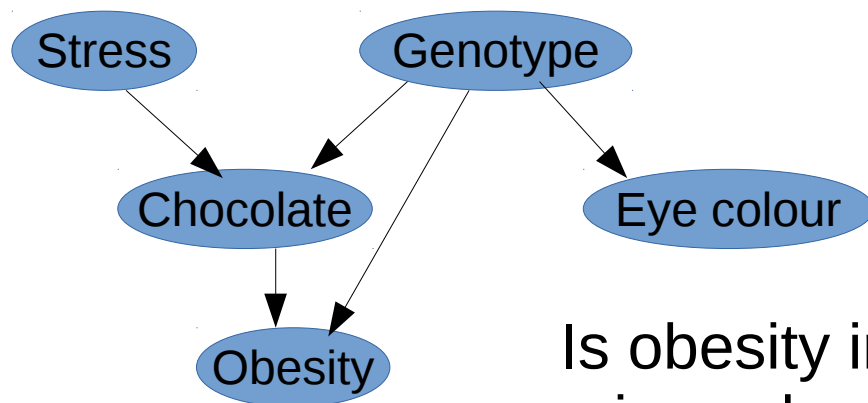 Stress
Genotype
Chocolate
Eye colour
Obesity
Is obesity